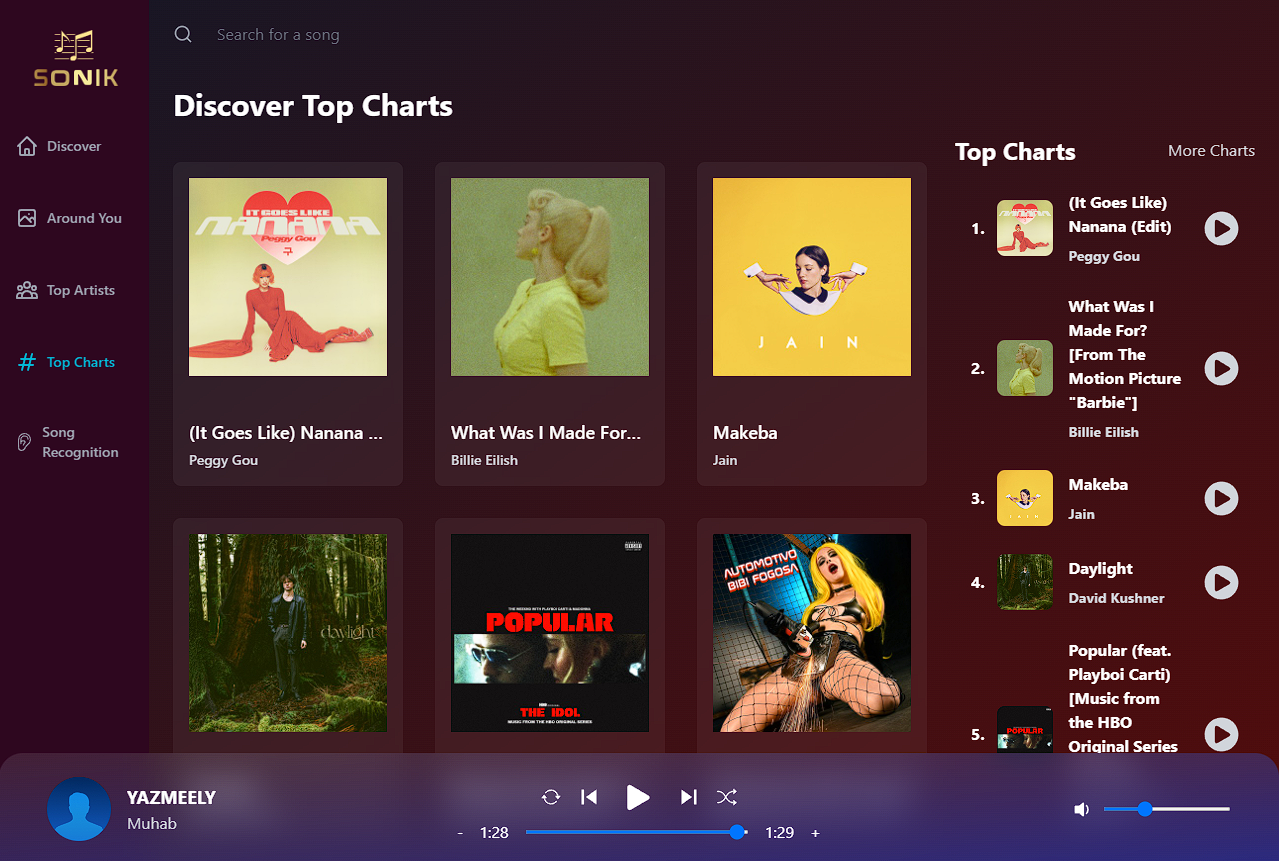 SONIK
Discover
Around You
Top Artists
Top Charts
Song
Recognition
Search for a song
Discover Top Charts
IT GOES LIKE
NANANA
Peggy Gou
구
(It Goes Like) Nanana ...
Peggy Gou
What Was I Made For...
Billie Eilish
JAIN
Makeba
Jain
daylight
THE WEEKND WITH PLAYBOI CARTI & MADONNA
POPULAR
HBO
THE IDOL
MUSIC FROM THE HBO ORIGINAL SERIES
AUTOMOTIVO
BIBI FOGOSA
Top Charts
More Charts
1.
(It Goes Like)
Nanana (Edit)
Peggy Gou
2.
What Was I
Made For?
[From The
Motion Picture
"Barbie"]
Billie Eilish
3.
JAIN
Makeba
Jain
4.
Daylight
David Kushner
5.
POPULAR
Popular (feat.
Playboi Carti)
[Music from
the HBO
Original Series
YAZMEELY
Muhab
- 1:28
1:29 +